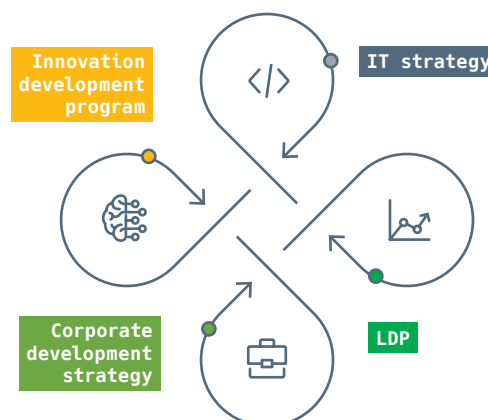 Innovation
development
program
IT strategy
Corporate
development
strategy
LDP